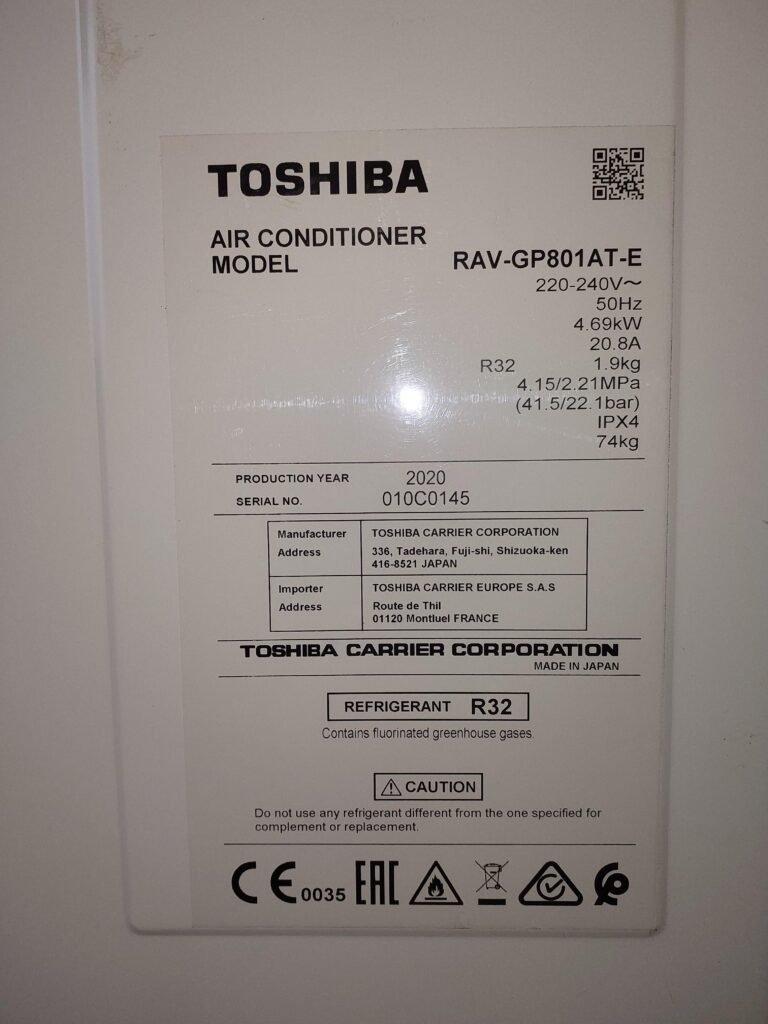 TOSHIBA
AIR CONDITIONER
MODEL RAV-GP801AT-E
220-240V~
50Hz
4.69kW
20.8A
R32 1.9kg
4.15/2.21MPa
(41.5/22.1bar)
IPX4
74kg
PRODUCTION YEAR 2020
SERIAL NO. 010C0145
Manufacturer TOSHIBA CARRIER CORPORATION
Address 336, Tadehara, Fuji-shi, Shizuoka-ken
416-8521 JAPAN
Importer TOSHIBA CARRIER EUROPE S.A.S
Address Route de Thil
01120 Montluel FRANCE
TOSHIBA CARRIER CORPORATION
MADE IN JAPAN
REFRIGERANT R32
Contains fluorinated greenhouse gases.
CAUTION
Do not use any refrigerant different from the one specified for
complement or replacement.
CE 0035 EAC